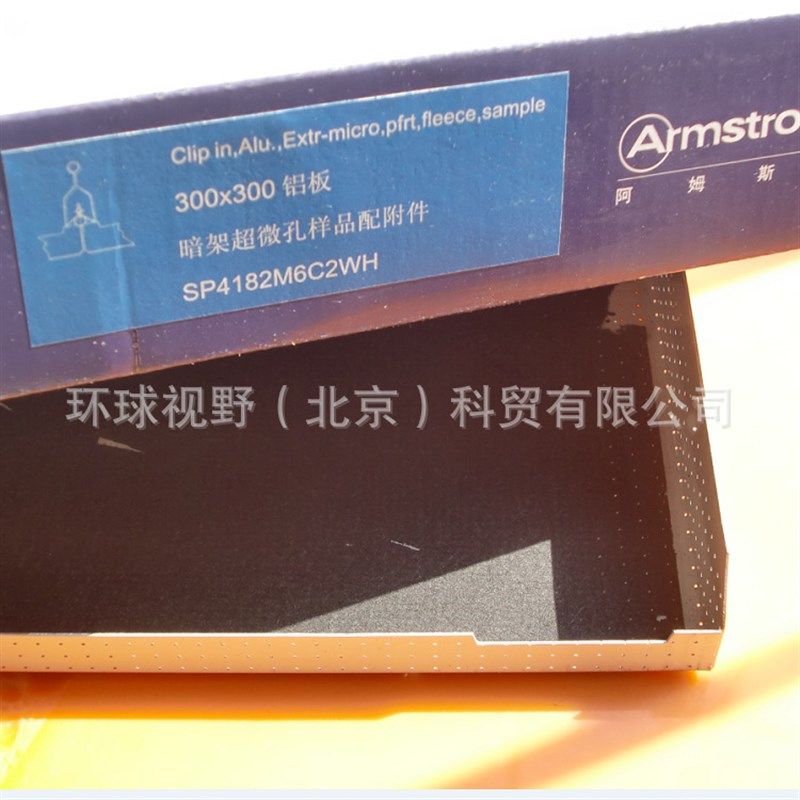 Clip in,Alu.,Extr-micro,pfrt,fleece,sample
300x300 铝板
暗架超微孔样品配附件
SP4182M6C2WH
Armstro
阿 姆 斯
环球视野（北京）科贸有限公司